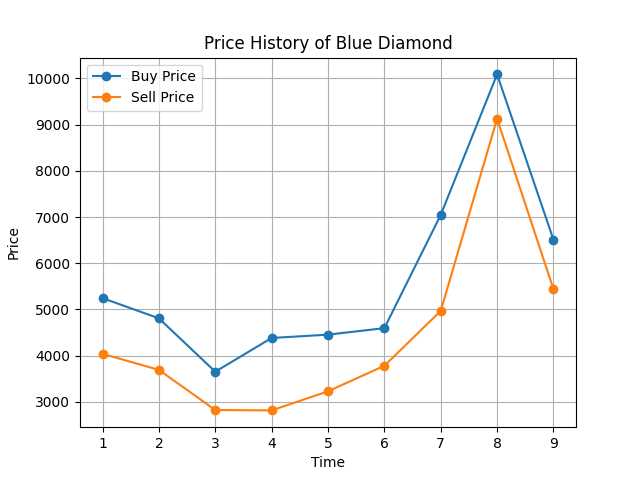 Price History of Blue Diamond
Buy Price
Sell Price
10000
9000
8000
7000
6000
5000
4000
3000
Price
1 2 3 4 5 6 7 8 9
Time